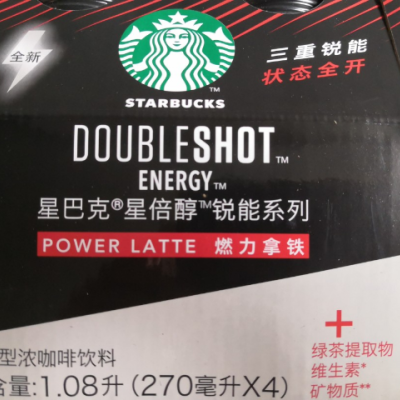 全新
三重锐能
状态全开
STARBUCKS
DOUBLESHOT™
ENERGY™
星巴克®星倍醇™锐能系列
POWER LATTE 燃力拿铁
型浓咖啡饮料
含量:1.08升(270毫升X4)
+
绿茶提取物
维生素*
矿物质**